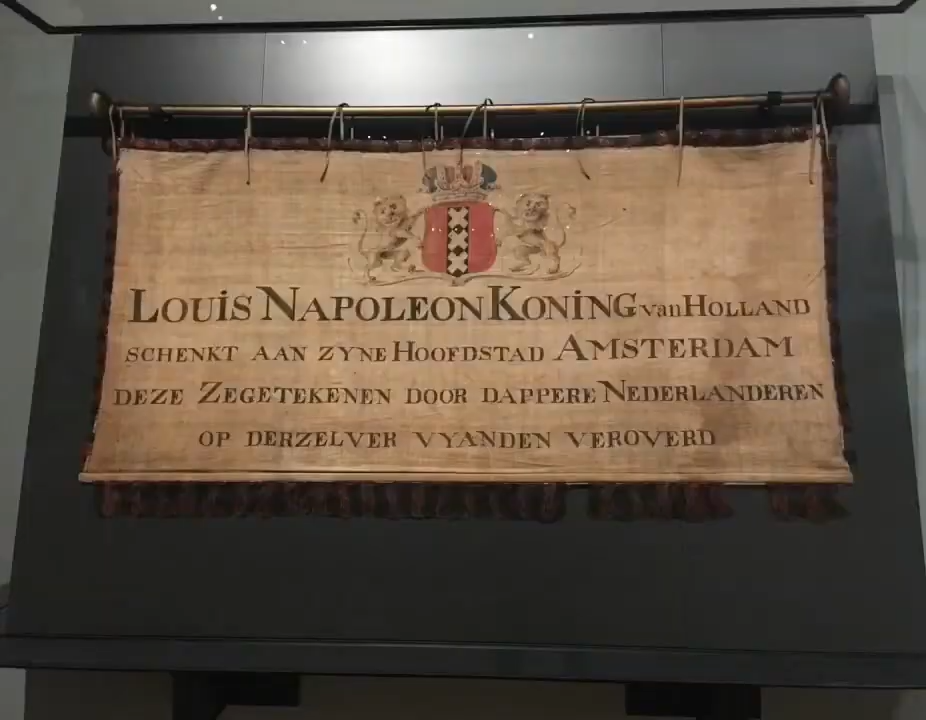 LOUiS NAPOLEON KONiNG van HOLLAND
SCHENKT AAN ZYNE HOOFDSTAD AMSTERDAM
DEZE ZEGETEKENEN DOOR DAPPERE NEDERLANDEREN
OP DERZELVER VYANDEN VEROVERD